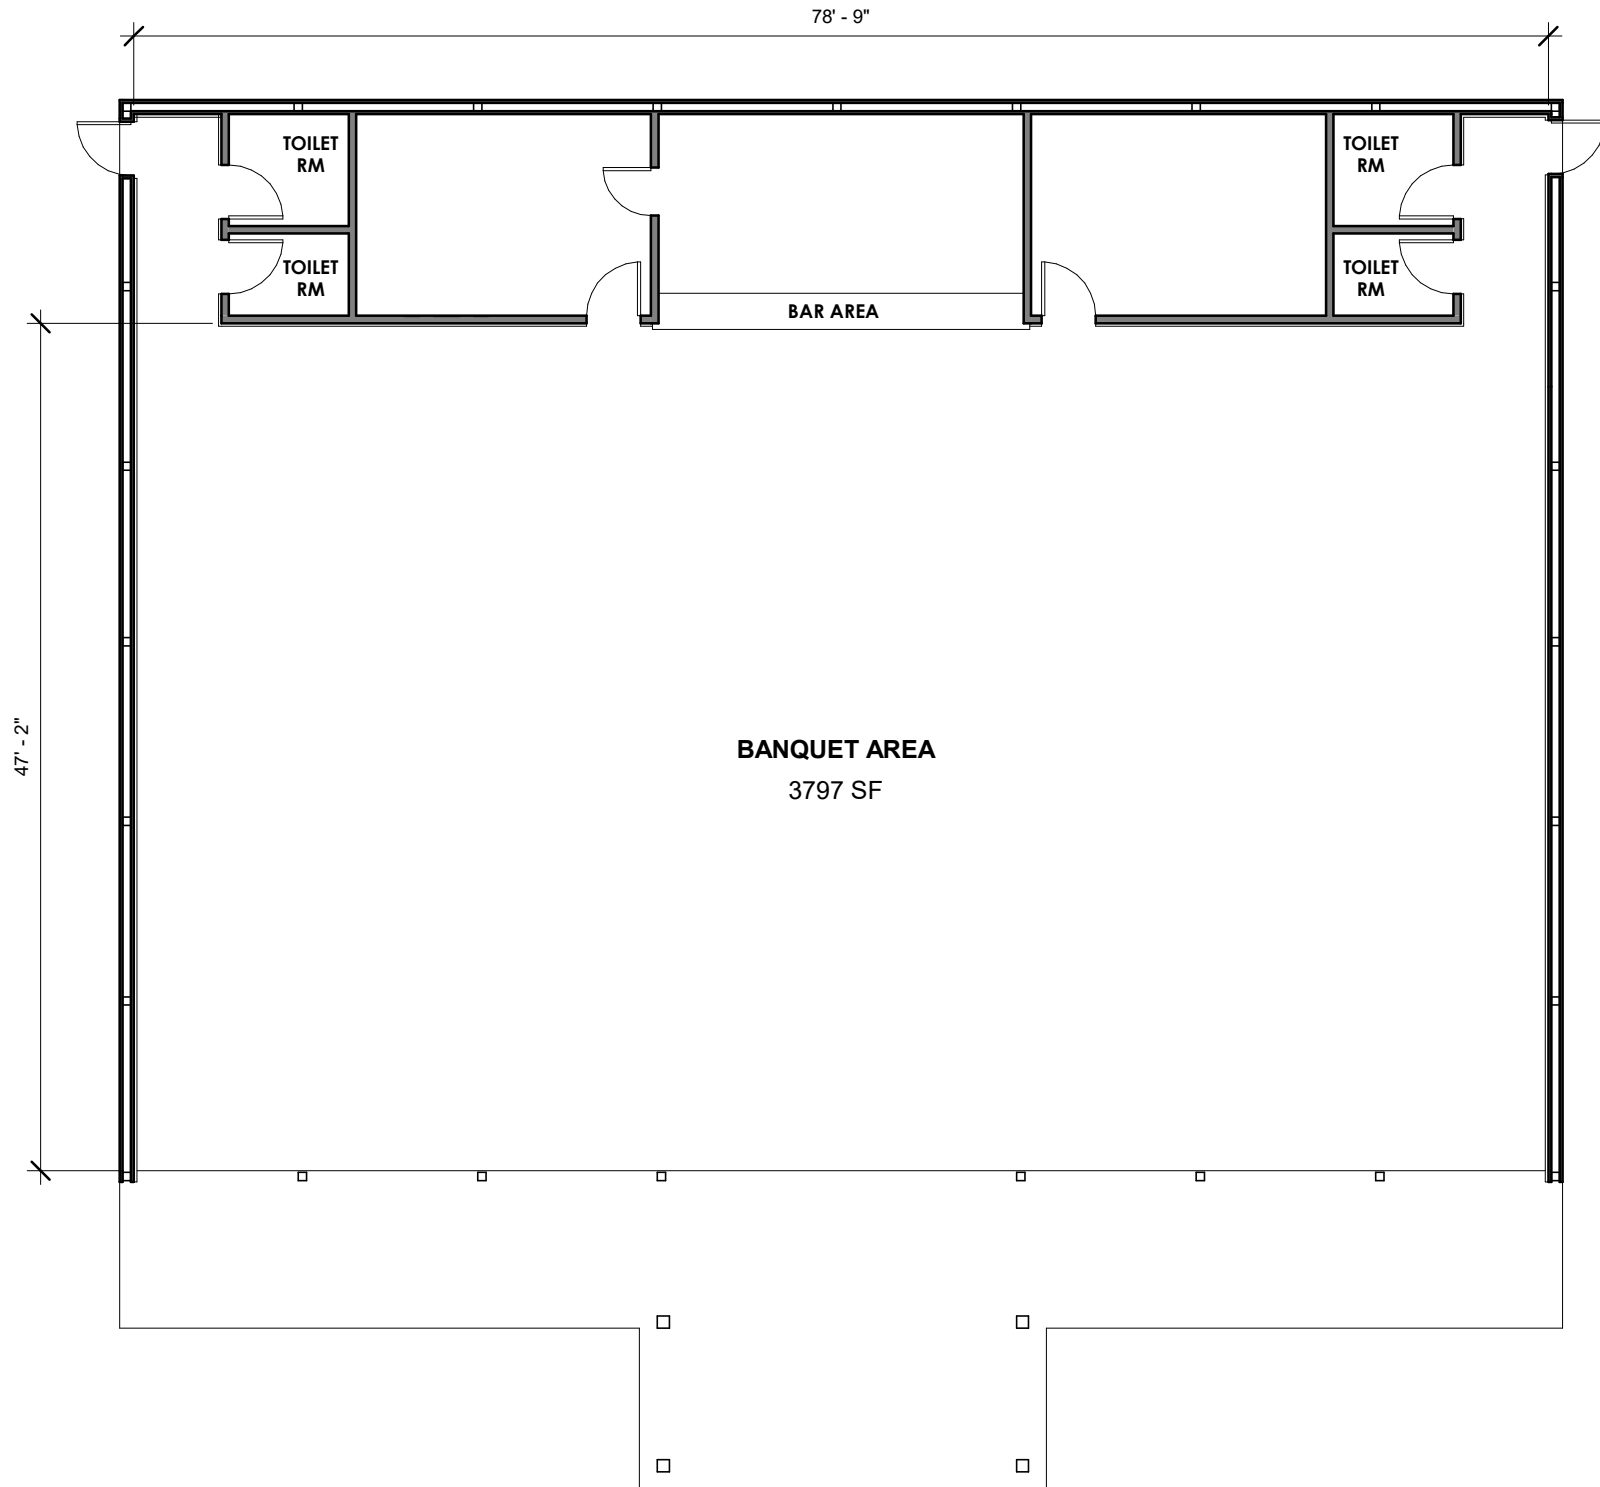 78' - 9"
TOILET
RM
TOILET
RM
TOILET
RM
TOILET
RM
BAR AREA
47' - 2"
BANQUET AREA
3797 SF